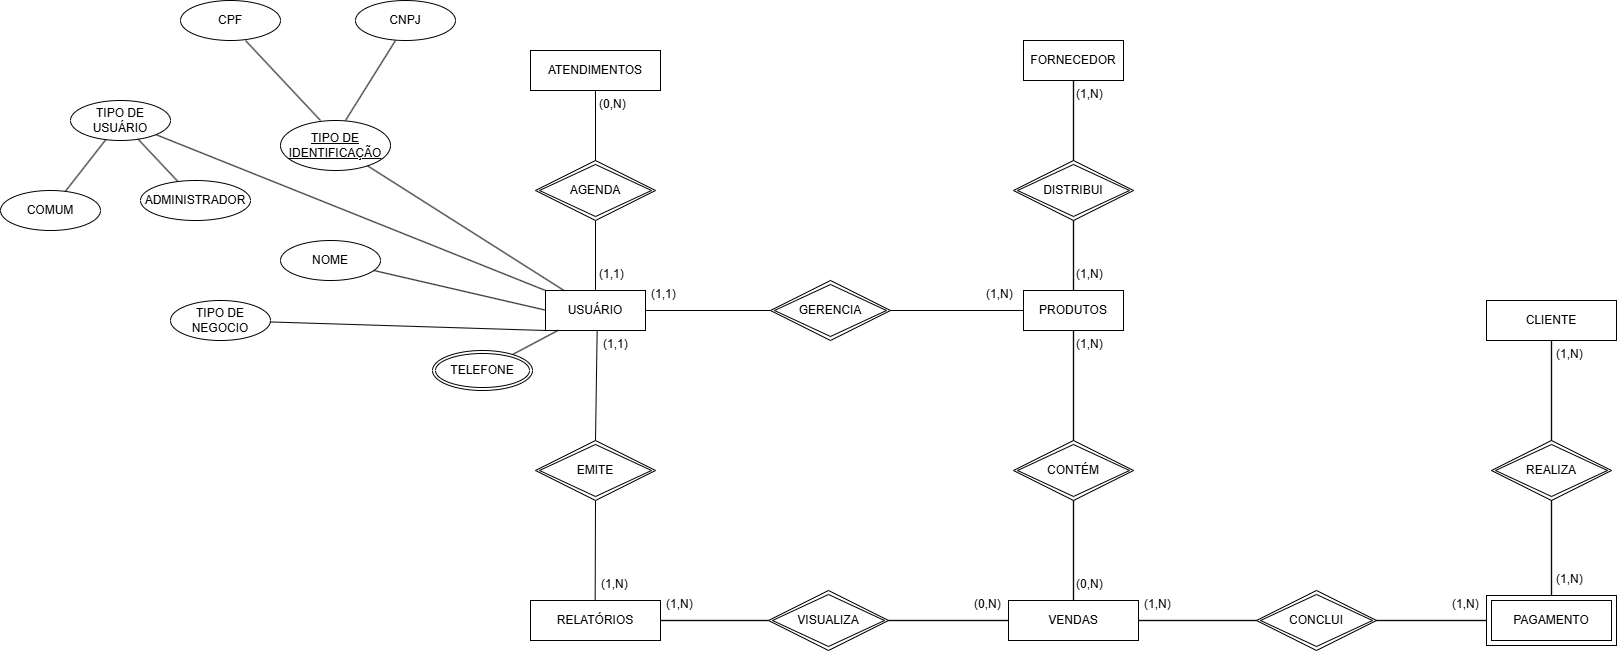 CPF
CNPJ
ATENDIMENTOS
FORNECEDOR
(0,N)
(1,N)
TIPO DE
USUÁRIO
TIPO DE
IDENTIFICAÇÃO
COMUM
ADMINISTRADOR
AGENDA
DISTRIBUI
NOME
(1,1)
(1,N)
TIPO DE
NEGOCIO
USUÁRIO
(1,1)
GERENCIA
(1,N)
PRODUTOS
CLIENTE
(1,1)
(1,N)
(1,N)
TELEFONE
EMITE
CONTÉM
REALIZA
(1,N)
(0,N)
(1,N)
RELATÓRIOS
(1,N)
VISUALIZA
(0,N)
VENDAS
(1,N)
CONCLUI
(1,N)
PAGAMENTO